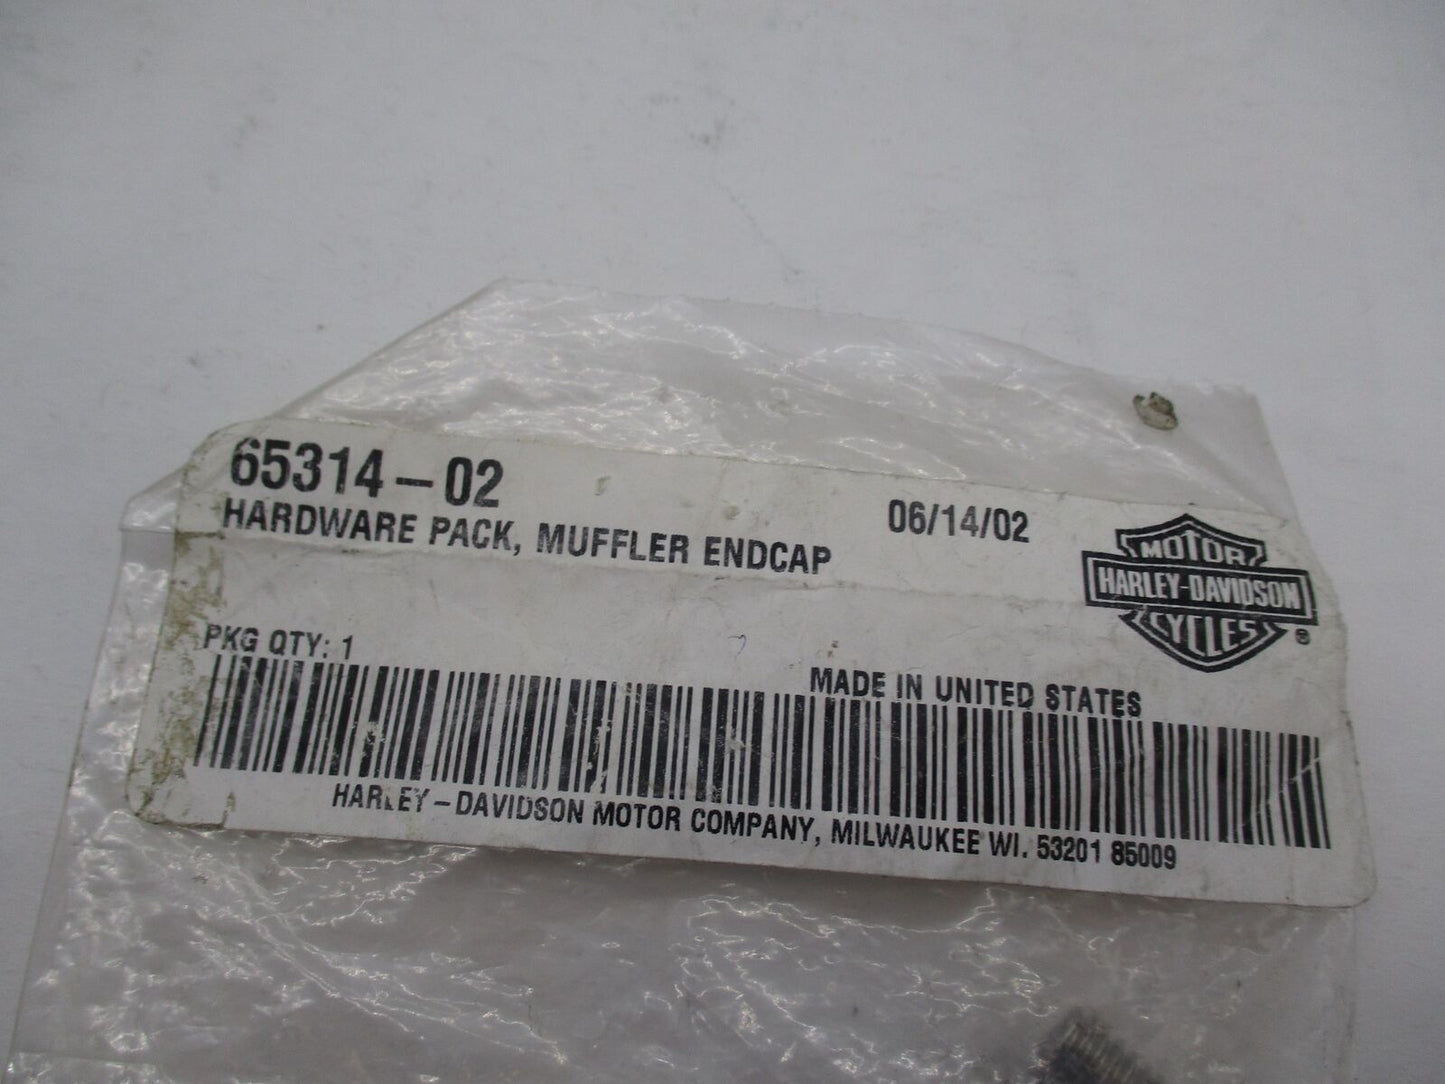 65314-02
06/14/02
HARDWARE PACK, MUFFLER ENDCAP
MOTOR
HARLEY-DAVIDSON
CYCLES ®
PKG QTY: 1
MADE IN UNITED STATES
HARLEY-DAVIDSON MOTOR COMPANY, MILWAUKEE WI. 53201 85009